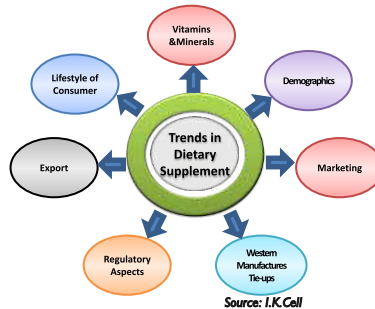 Vitamins
&Minerals
Lifestyle of
Consumer
Demographics
Trends in
Dietary
Supplement
Export
Marketing
Regulatory
Aspects
Western
Manufactures
Tie-ups
Source: I.K.Cell